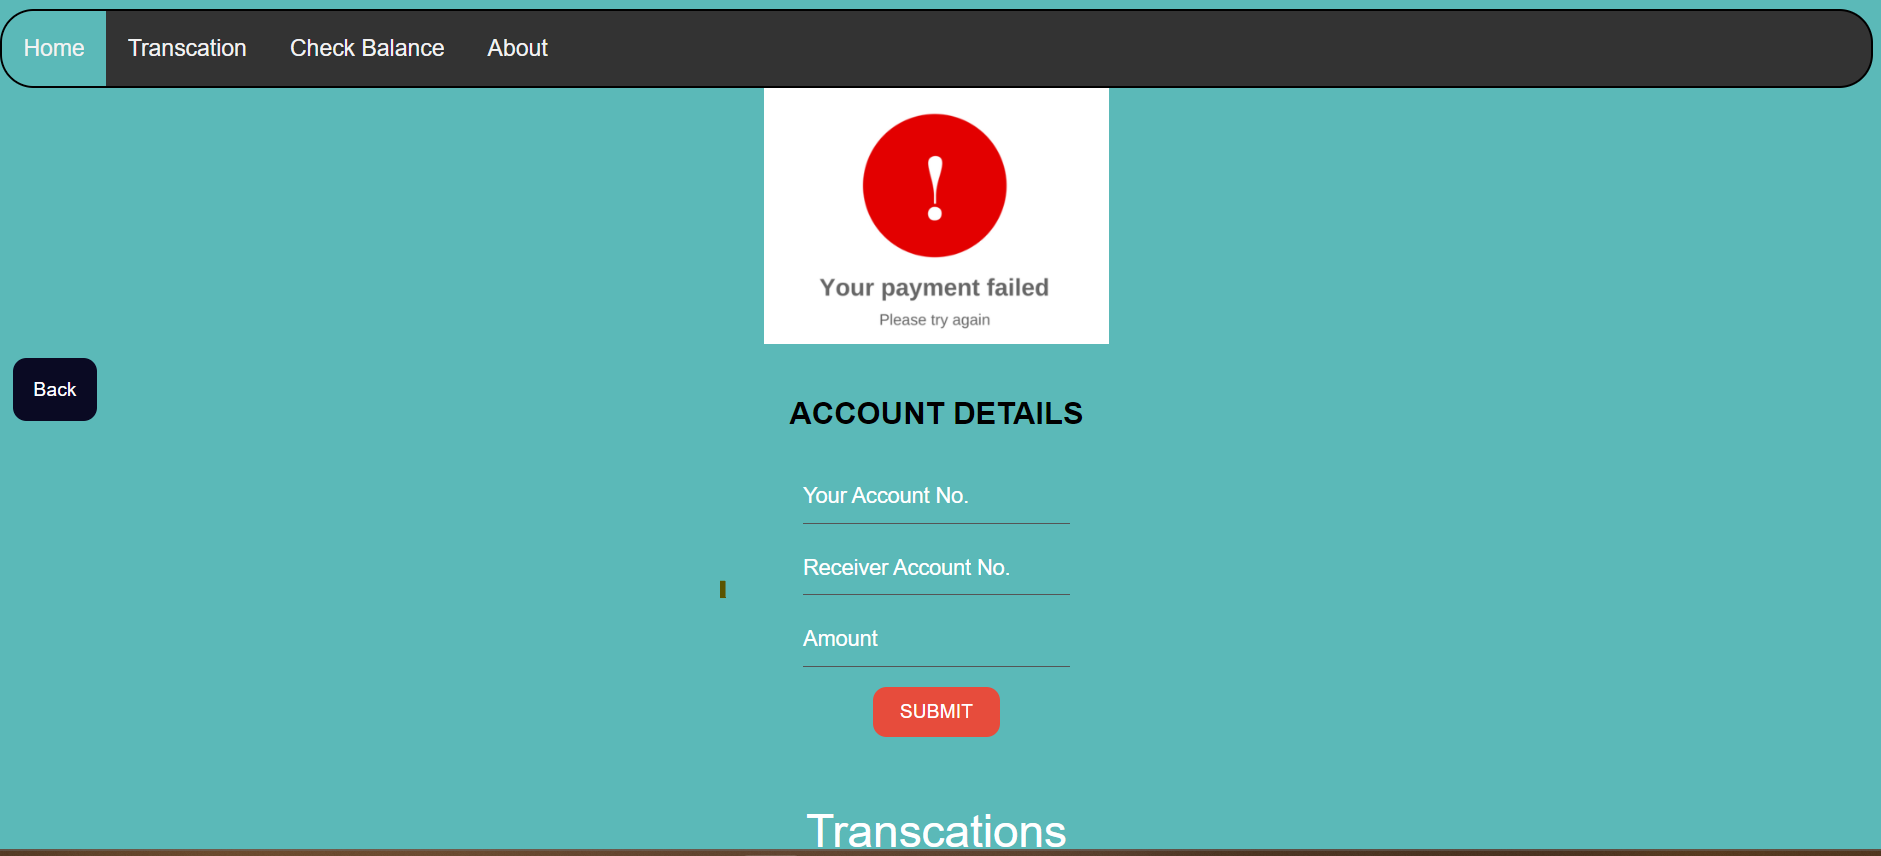 Home Transcation Check Balance About
!
Your payment failed
Please try again
Back
ACCOUNT DETAILS
Your Account No.
Receiver Account No.
Amount
SUBMIT
Transcations